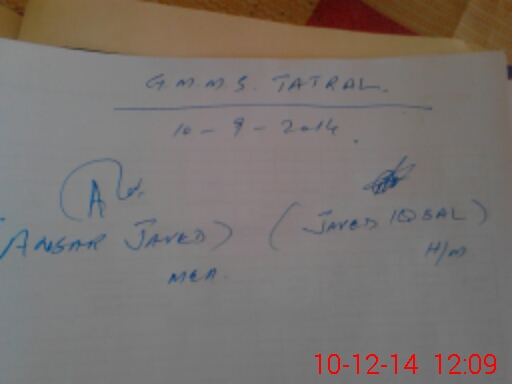 G.M.M.S. TATRAL.
10-9-2014.
(ANSAR JAVED) (JAVED IQBAL)
MEA. H/M
10-12-14 12:09